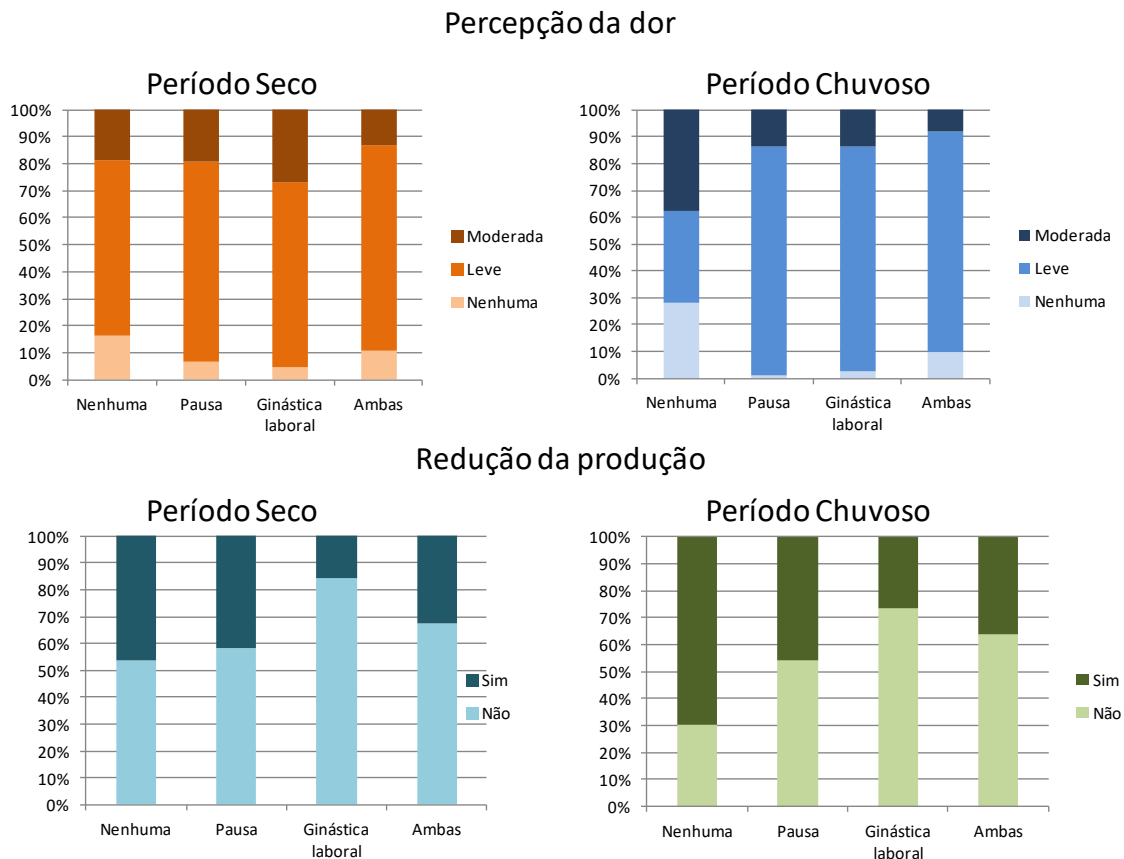 Percepção da dor
Período Seco
100%
90%
80%
70%
60%
50%
40%
30%
20%
10%
0%
Nenhuma
Pausa
Ginástica
laboral
Ambas
Moderada
Leve
Nenhuma
Período Chuvoso
100%
90%
80%
70%
60%
50%
40%
30%
20%
10%
0%
Nenhuma
Pausa
Ginástica
laboral
Ambas
Moderada
Leve
Nenhuma
Redução da produção
Período Seco
100%
90%
80%
70%
60%
50%
40%
30%
20%
10%
0%
Nenhuma
Pausa
Ginástica
laboral
Ambas
Sim
Não
Período Chuvoso
100%
90%
80%
70%
60%
50%
40%
30%
20%
10%
0%
Nenhuma
Pausa
Ginástica
laboral
Ambas
Sim
Não